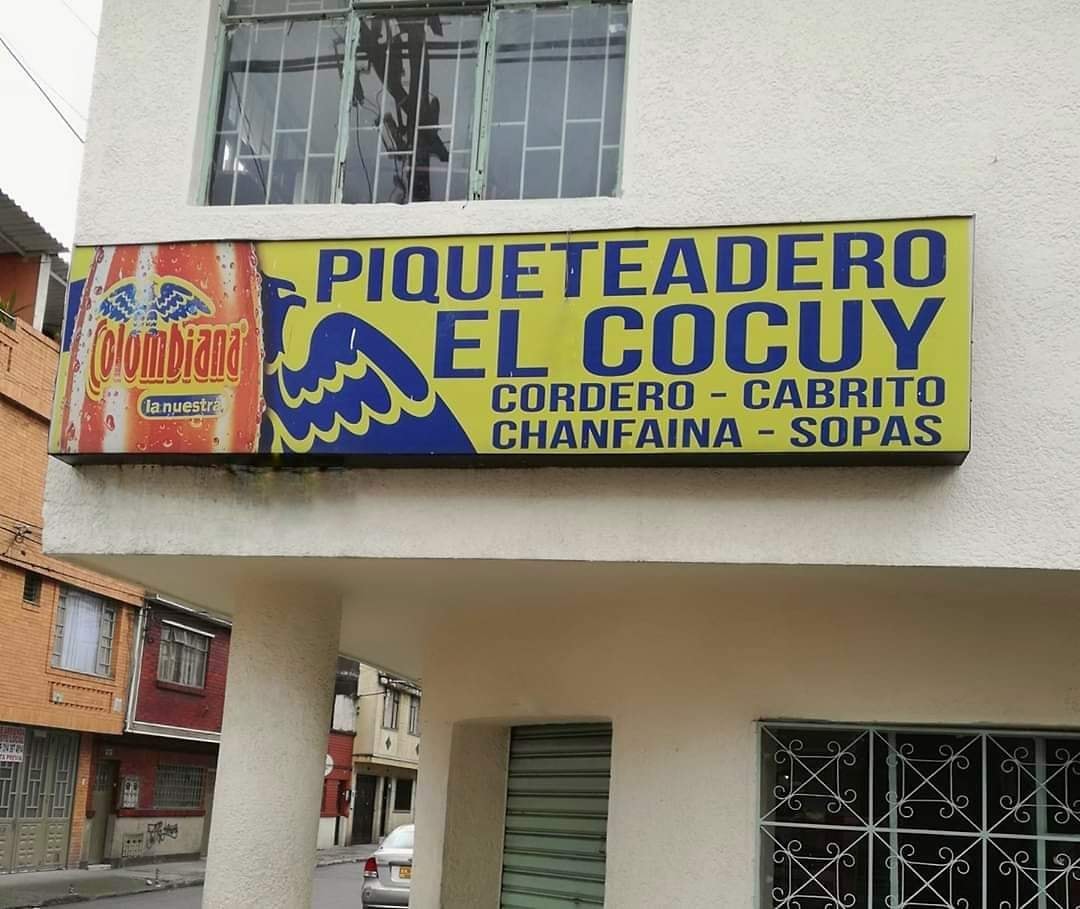 PIQUETEADERO
EL COCUY
CORDERO - CABRITO
CHANFAINA - SOPAS
Colombiana
la nuestra